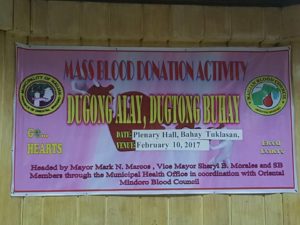 MASS BLOOD DONATION ACTIVITY
DUGONG ALAY, DUGTONG BUHAY
DATE: Plenary Hall, Bahay Tuklasan,
VENUE: February 10, 2017
GO...
HEARTS
Headed by Mayor Mark N. Marcos, Vice Mayor Sheryl B. Morales and SB
Members through the Municipal Health Office in coordination with Oriental
Mindoro Blood Council